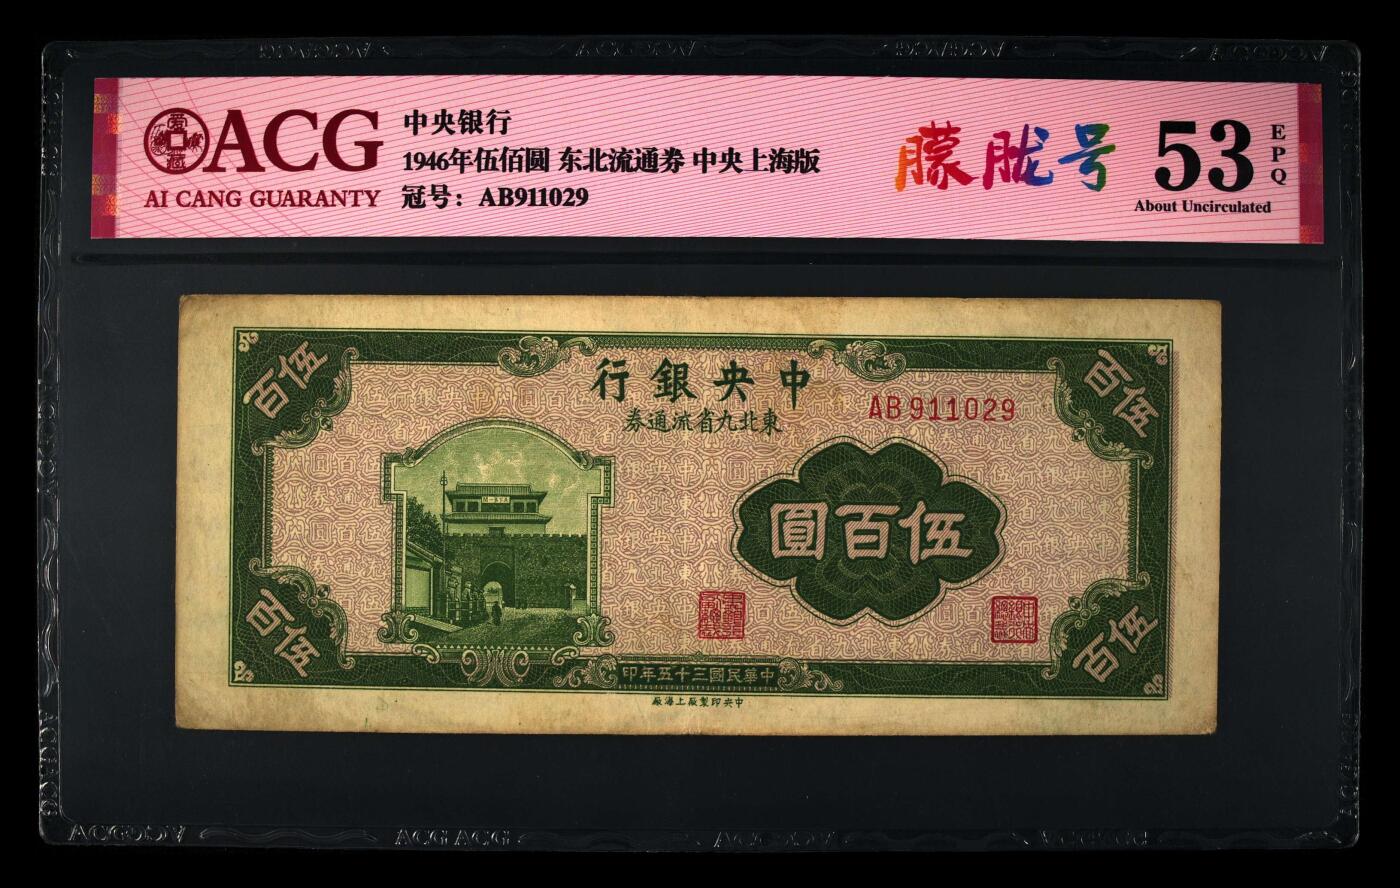 ACG
AI CANG GUARANTY
中央银行
1946年伍佰圆 东北流通券 中央上海版
冠号：AB911029
朦胧号
53
EPQ
About Uncirculated
伍百
伍百
中央銀行
東北九省流通券
AB911029
伍百圓
中華民國三十五年印
伍百
伍百
中央印製廠上海廠